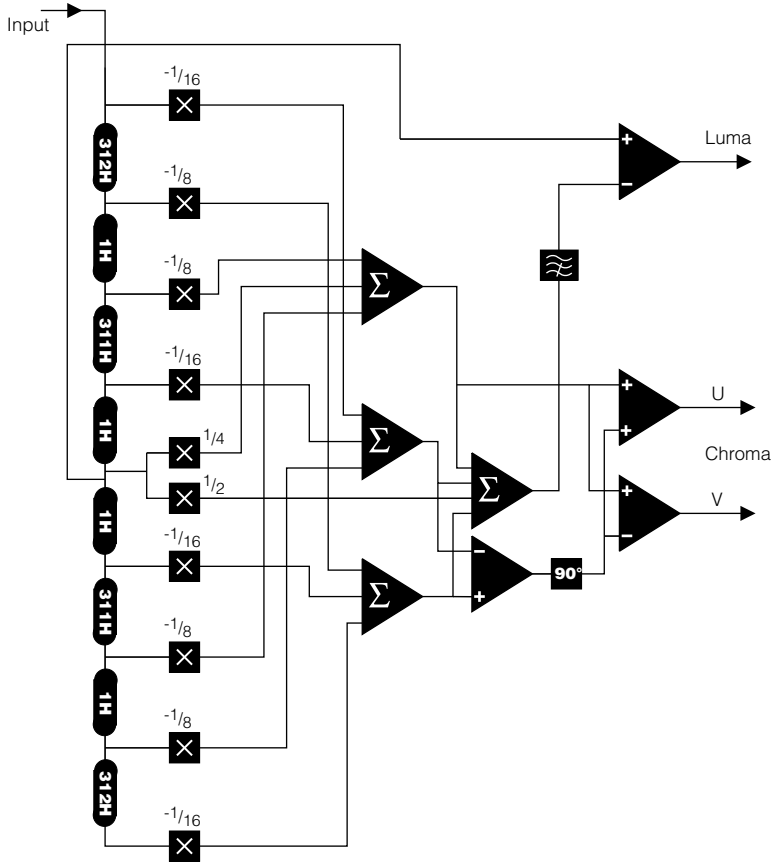 Input
-1/16
312H
-1/8
1H
-1/8
311H
-1/16
1H
1/4
1/2
1H
-1/16
311H
-1/8
1H
-1/8
312H
-1/16
Σ
Σ
Σ
Σ
-
+
90°
+
-
Luma
+
+
U
Chroma
+
-
V